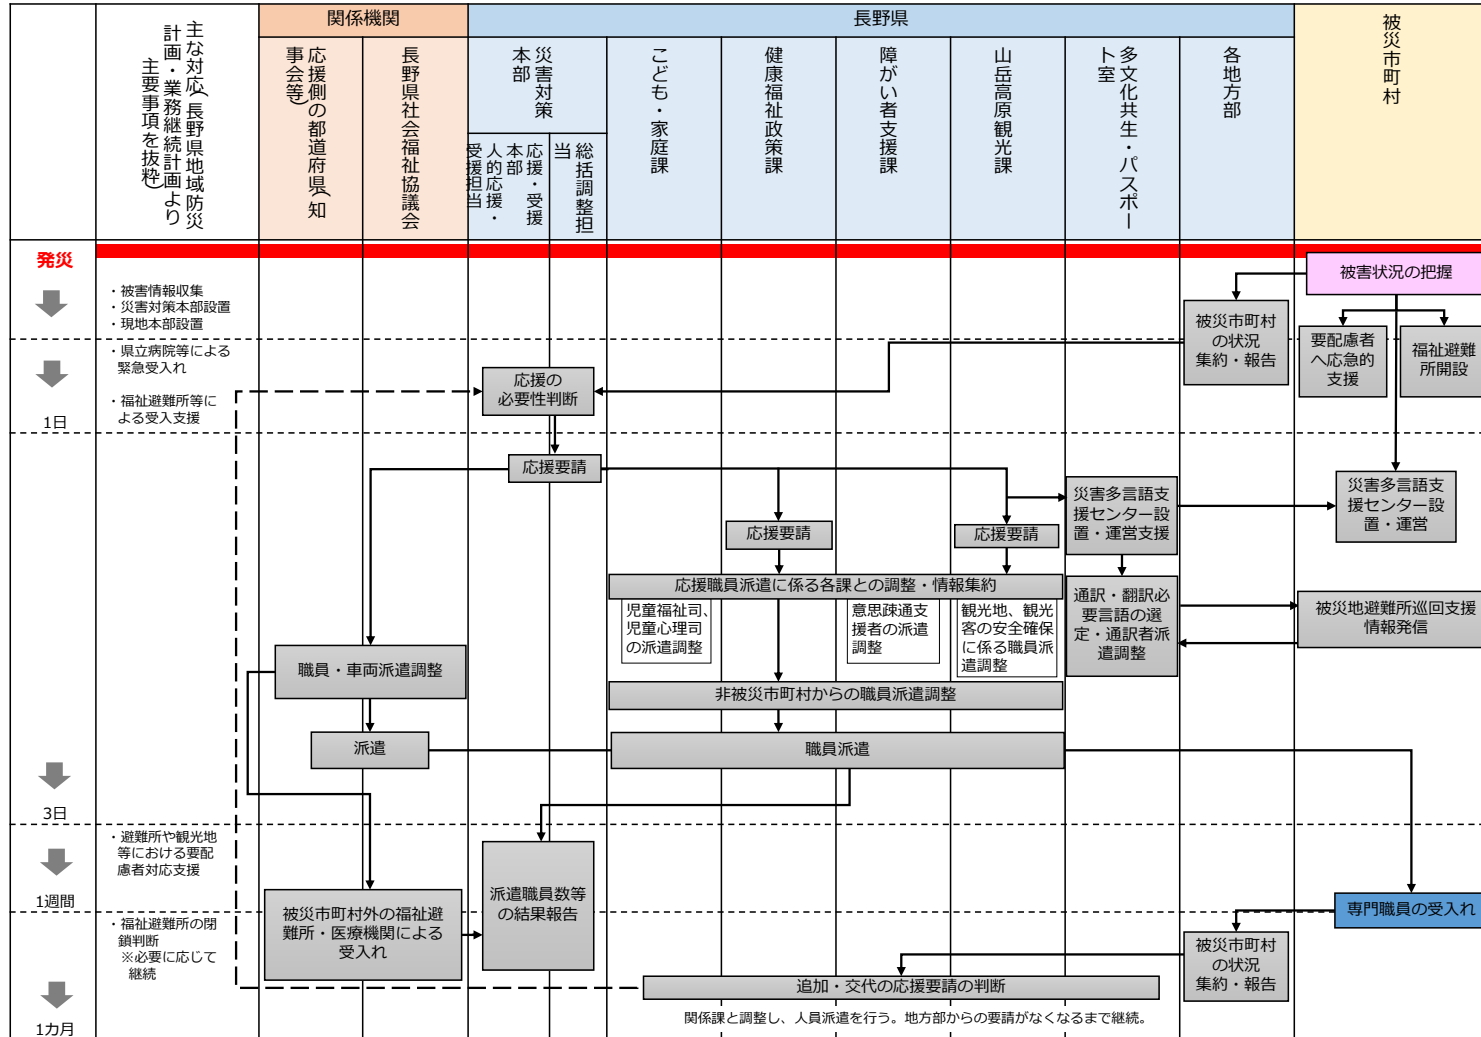 主な対応(長野県地域防災
計画・業務継続計画より
主要事項を抜粋)
関係機関
応援側の都道府県(知
事会等)
長野県社会福祉協議会
長野県
災害対策
本部
応援・受援
本部
人的応援・
受援担当
総括調整担
当
こども・家庭課
健康福祉政策課
障がい者支援課
山岳高原観光課
多文化共生・パスポー
ト室
各地方部
被災市町村
発災
・被害情報収集
・災害対策本部設置
・現地本部設置
被害状況の把握
被災市町村
の状況
集約・報告
要配慮者
へ応急的
支援
福祉避難
所開設
・県立病院等による
緊急受入れ
・福祉避難所等に
よる受入支援
1日
応援の
必要性判断
応援要請
応援要請
応援要請
災害多言語支
援センター設
置・運営支援
災害多言語支
援センター設
置・運営
応援職員派遣に係る各課との調整・情報集約
児童福祉司、
児童心理司
の派遣調整
意思疎通支
援者の派遣
調整
観光地、観光
客の安全確保
に係る職員派
遣調整
通訳・翻訳必
要言語の選
定・通訳者派
遣調整
被災地避難所巡回支援
情報発信
職員・車両派遣調整
非被災市町村からの職員派遣調整
派遣
職員派遣
3日
・避難所や観光地
等における要配
慮者対応支援
1週間
派遣職員数等
の結果報告
被災市町村外の福祉避
難所・医療機関による
受入れ
専門職員の受入れ
・福祉避難所の閉
鎖判断
※必要に応じて
継続
被災市町村
の状況
集約・報告
追加・交代の応援要請の判断
1カ月
関係課と調整し、人員派遣を行う。地方部からの要請がなくなるまで継続。